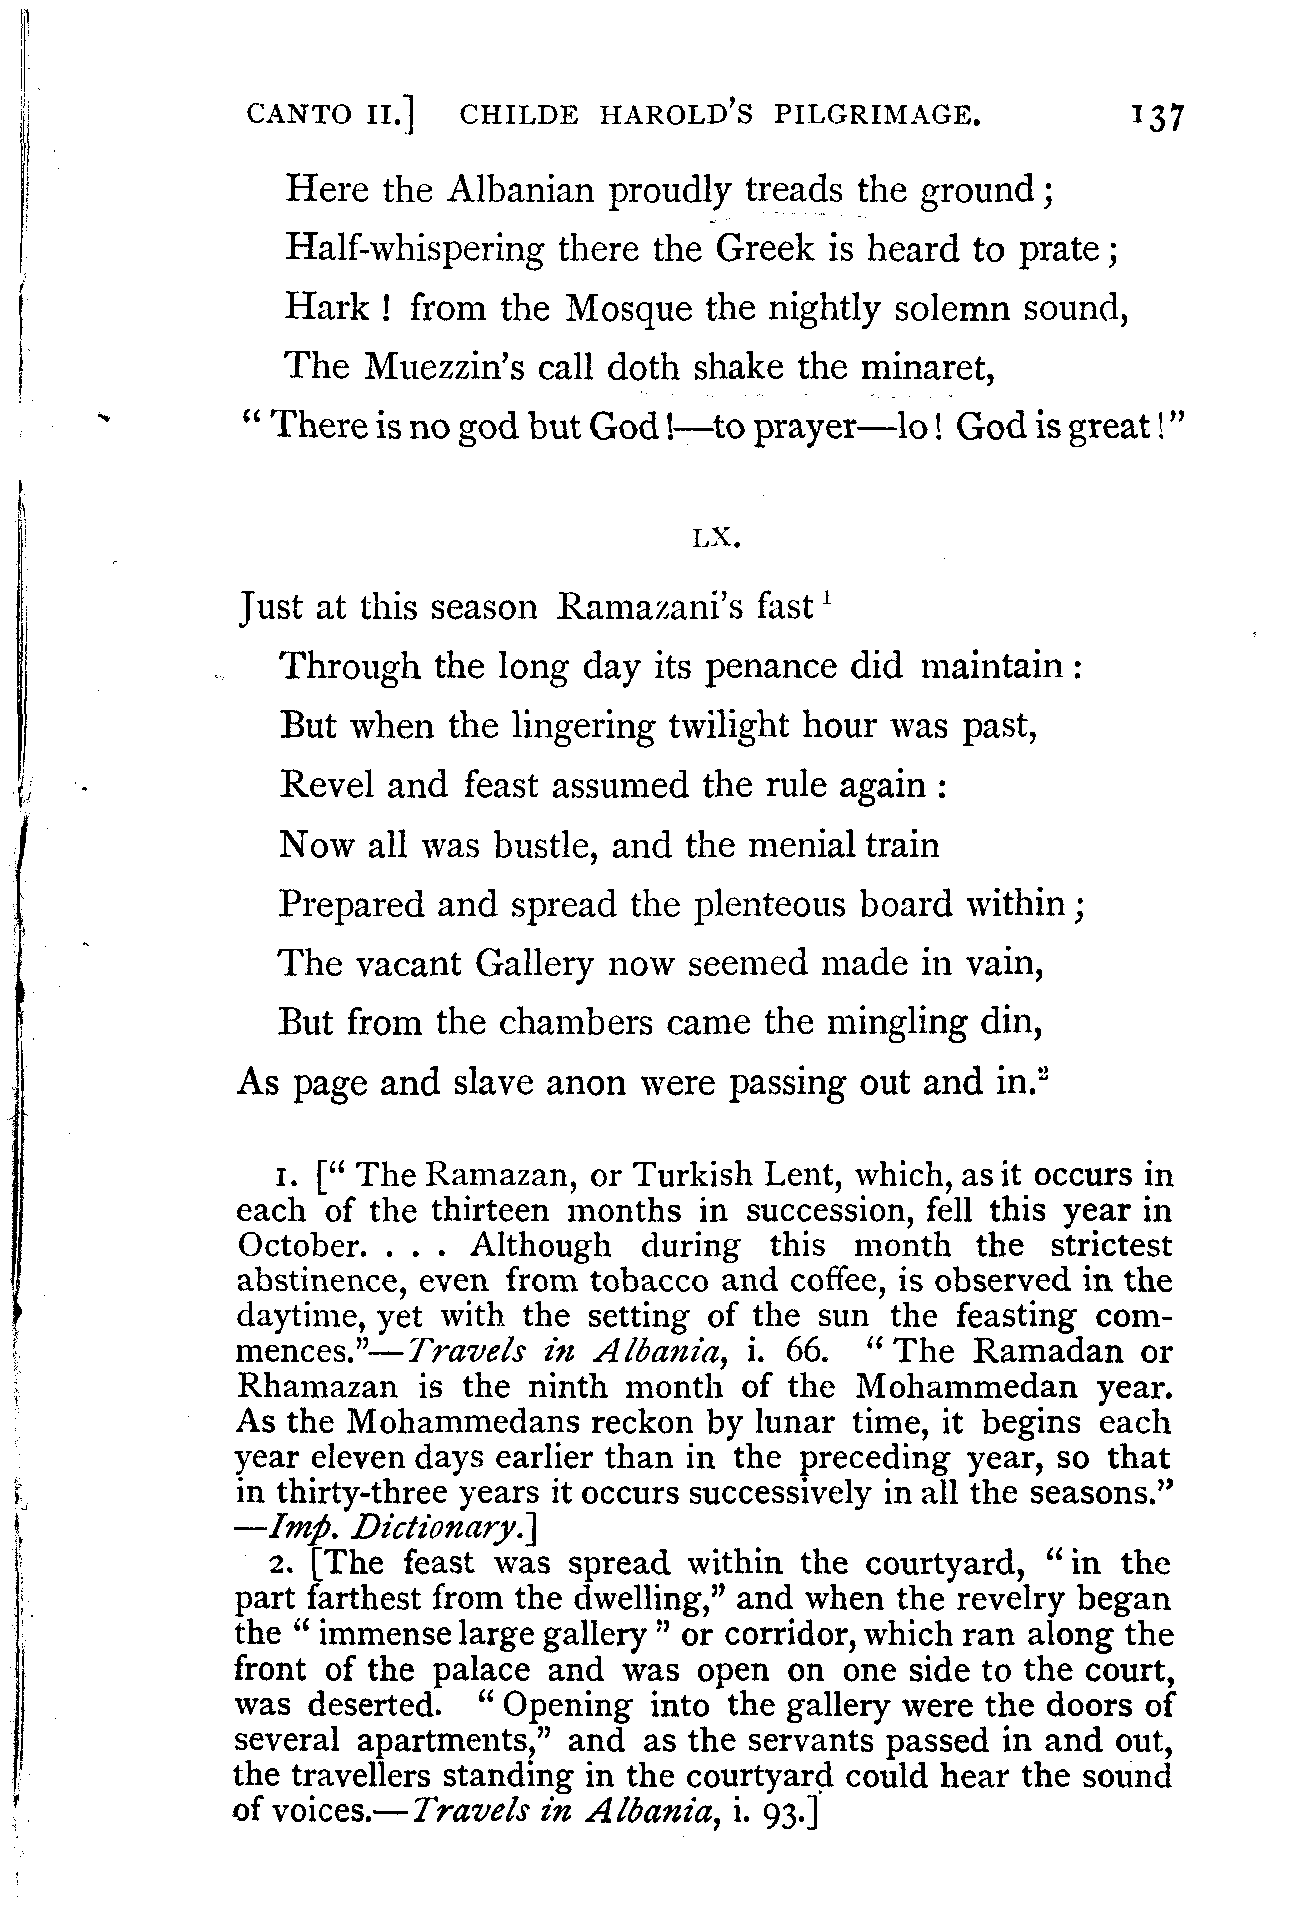 CANTO II.] CHILDE HAROLD'S PILGRIMAGE. 137
Here the Albanian proudly treads the ground;
Half-whispering there the Greek is heard to prate;
Hark! from the Mosque the nightly solemn sound,
The Muezzin's call doth shake the minaret,
"There is no god but God!—to prayer—lo! God is great!"
LX.
Just at this season Ramazani's fast¹
Through the long day its penance did maintain:
But when the lingering twilight hour was past,
Revel and feast assumed the rule again:
Now all was bustle, and the menial train
Prepared and spread the plenteous board within;
The vacant Gallery now seemed made in vain,
But from the chambers came the mingling din,
As page and slave anon were passing out and in.²
1. ["The Ramazan, or Turkish Lent, which, as it occurs in
each of the thirteen months in succession, fell this year in
October. . . . Although during this month the strictest
abstinence, even from tobacco and coffee, is observed in the
daytime, yet with the setting of the sun the feasting com-
mences."—Travels in Albania, i. 66. "The Ramadan or
Rhamazan is the ninth month of the Mohammedan year.
As the Mohammedans reckon by lunar time, it begins each
year eleven days earlier than in the preceding year, so that
in thirty-three years it occurs successively in all the seasons."
—Imp. Dictionary.]
2. [The feast was spread within the courtyard, "in the
part farthest from the dwelling," and when the revelry began
the "immense large gallery" or corridor, which ran along the
front of the palace and was open on one side to the court,
was deserted. "Opening into the gallery were the doors of
several apartments," and as the servants passed in and out,
the travellers standing in the courtyard could hear the sound
of voices.—Travels in Albania, i. 93.]